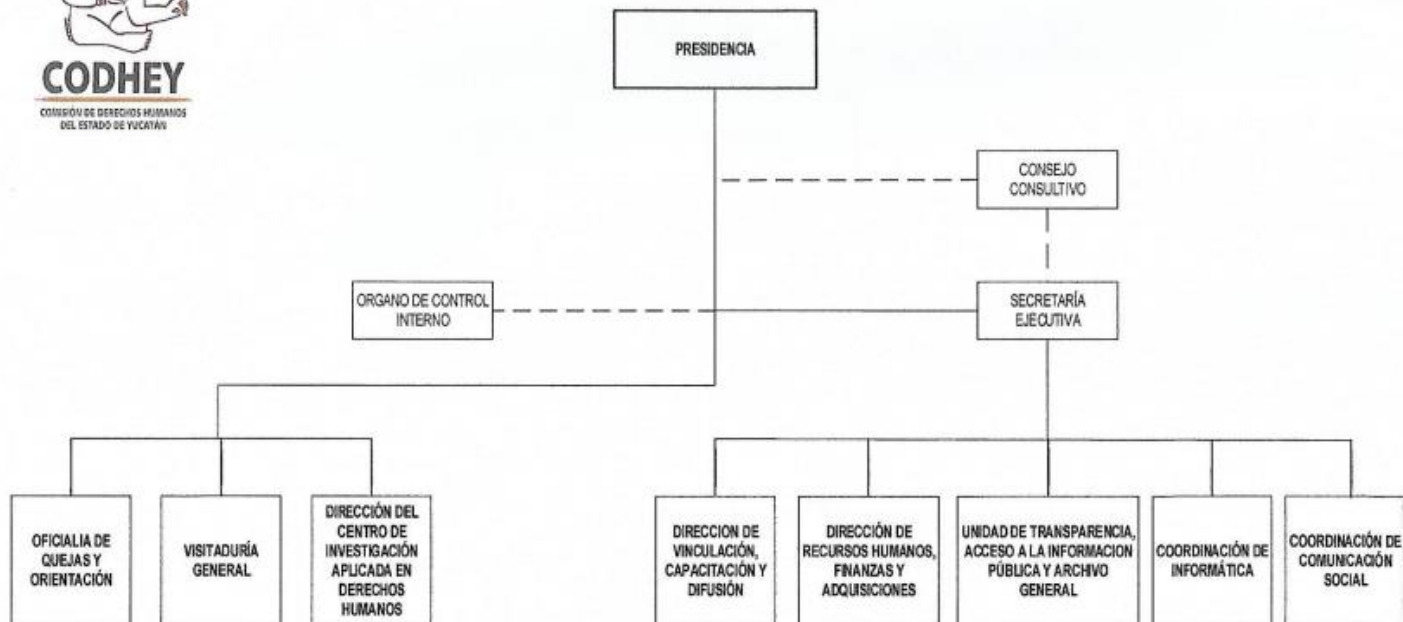 CODHEY
COMISIÓN DE DERECHOS HUMANOS
DEL ESTADO DE YUCATÁN
PRESIDENCIA
CONSEJO
CONSULTIVO
ORGANO DE CONTROL
INTERNO
SECRETARÍA
EJECUTIVA
OFICIALIA DE
QUEJAS Y
ORIENTACIÓN
VISITADURÍA
GENERAL
DIRECCIÓN DEL
CENTRO DE
INVESTIGACIÓN
APLICADA EN
DERECHOS
HUMANOS
DIRECCION DE
VINCULACIÓN,
CAPACITACIÓN Y
DIFUSIÓN
DIRECCIÓN DE
RECURSOS HUMANOS,
FINANZAS Y
ADQUISICIONES
UNIDAD DE TRANSPARENCIA,
ACCESO A LA INFORMACION
PÚBLICA Y ARCHIVO
GENERAL
COORDINACIÓN DE
INFORMÁTICA
COORDINACIÓN DE
COMUNICACIÓN
SOCIAL